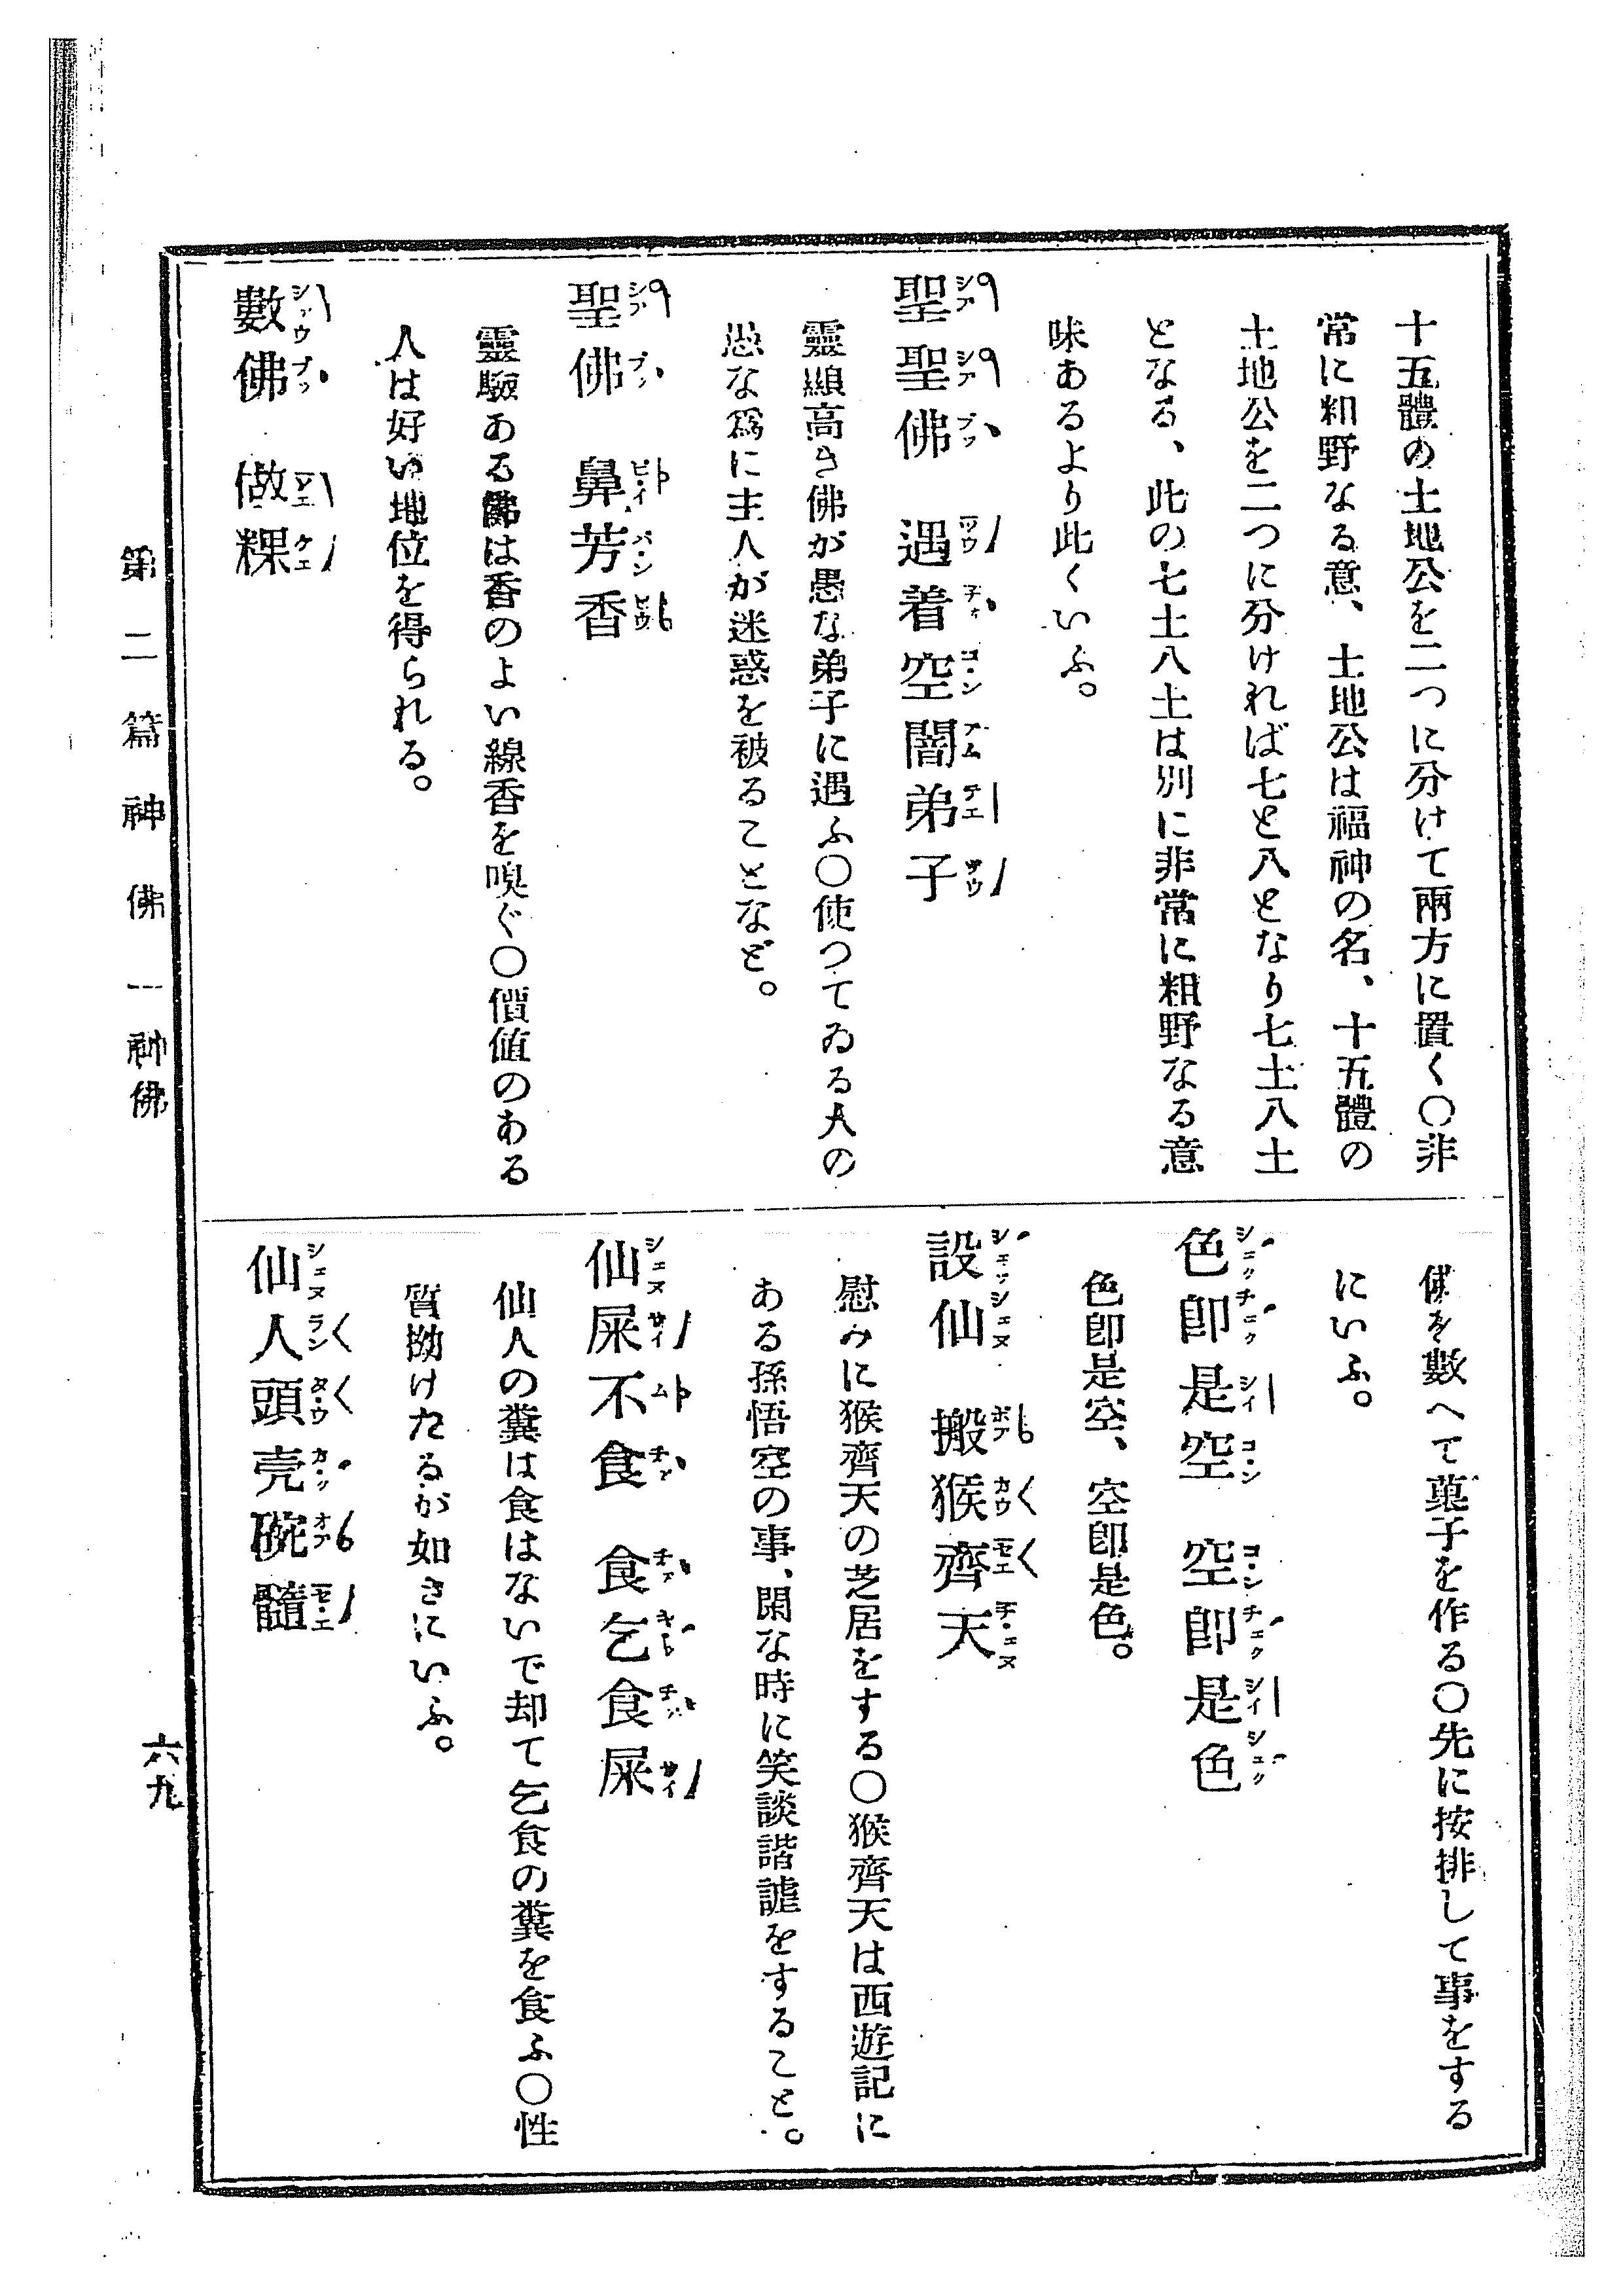 十五體の土地公を二つに分けて兩方に置く〇非
常に粗野なる意、土地公は福神の名、十五體の
土地公を二つに分ければ七と八となり七土八土
となる、此の七土八土は別に非常に粗野なる意
味あるより此くいふ。
聖聖佛　遇着空闇弟子
靈顯高き佛が愚な弟子に遇ふ〇使つてゐる人の
愚な爲に主人が迷惑を被ることなど。
聖佛　鼻芳香
靈驗ある佛は香のよい線香を嗅ぐ〇價値のある
人は好い地位を得られる。
數佛　做粿
佛を數へて菓子を作る〇先に按排して事をする
にいふ。
色卽是空　空卽是色
色卽是空、空卽是色。
設仙　搬猴齊天
慰みに猴齊天の芝居をする〇猴齊天は西遊記に
ある孫悟空の事、閑な時に笑談諧謔をすること。
仙屎不食　食乞食屎
仙人の糞は食はないで却て乞食の糞を食ふ〇性
質拗けたるが如きにいふ。
仙人頭壳碗髓
第二篇　神佛　一　神佛
六九